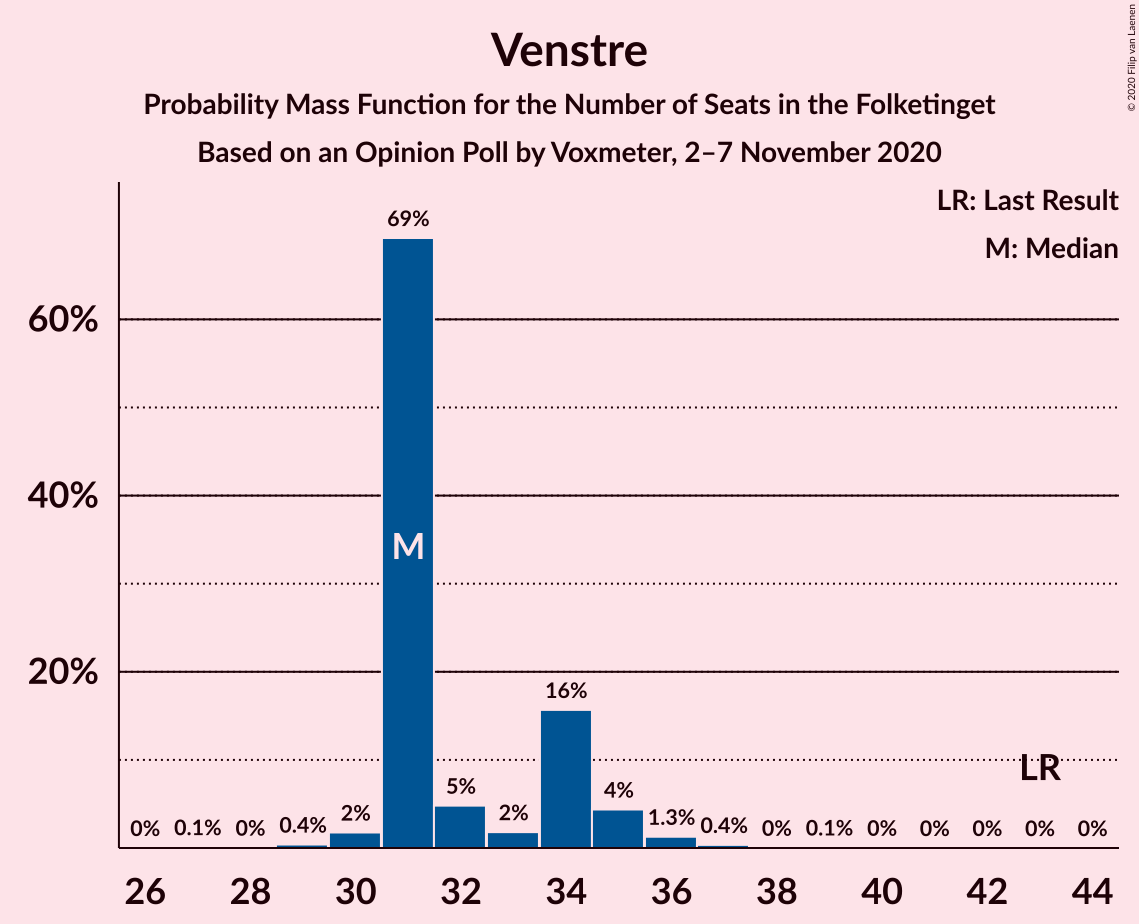 Venstre
Probability Mass Function for the Number of Seats in the Folketinget
Based on an Opinion Poll by Voxmeter, 2–7 November 2020
© 2020 Filip van Laenen
LR: Last Result
M: Median
60%
40%
20%
0%
0.1%
0%
0.4%
2%
69%
M
5%
2%
16%
4%
1.3%
0.4%
0%
0.1%
0%
0%
0%
LR
0%
0%
26 28 30 32 34 36 38 40 42 44